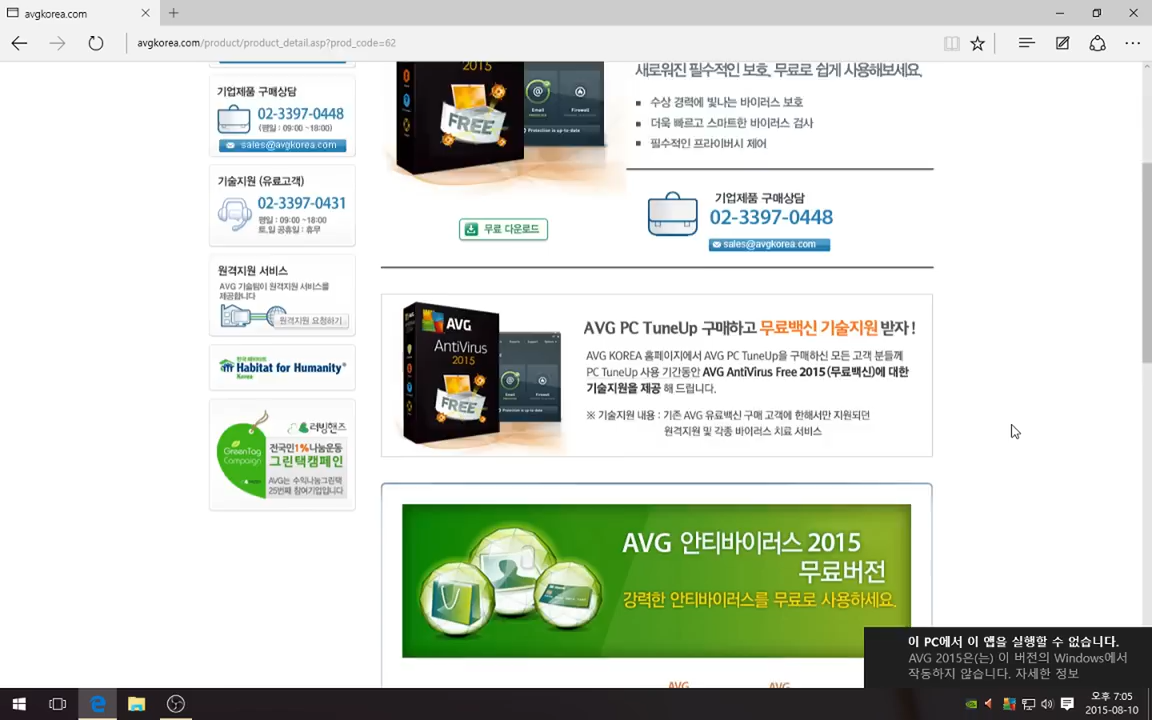 avgkorea.com
avgkorea.com/product/product_detail.asp?prod_code=62
기업제품 구매상담
02-3397-0448
(평일 : 09:00 ~18:00)
sales@avgkorea.com
기술지원 (유료고객)
02-3397-0431
평일 : 09:00 ~18:00
토,일 공휴일 : 휴무
원격지원 서비스
AVG 기술팀이 원격지원 서비스를
제공합니다
원격지원 요청하기
Habitat for Humanity
Korea
러빙핸즈
전국민1%나눔운동
그린택캠페인
GreenTag
Campaign
AVG는 수익나눔그린택
25번째 참여기업입니다
2015
FREE
Email
Firewall
Protection is up-to date
무료 다운로드
새로워진 필수적인 보호, 무료로 쉽게 사용해보세요.
수상 경력에 빛나는 바이러스 보호
더욱 빠르고 스마트한 바이러스 검사
필수적인 프라이버시 제어
기업제품 구매상담
02-3397-0448
sales@avgkorea.com
AVG
AntiVirus
2015
FREE
AVG PC TuneUp 구매하고 무료백신 기술지원 받자 !
AVG KOREA 홈페이지에서 AVG PC TuneUp을 구매하신 모든 고객 분들께
PC TuneUp 사용 기간동안 AVG AntiVirus Free 2015 (무료백신)에 대한
기술지원을 제공 해 드립니다.
※ 기술지원 내용 : 기존 AVG 유료백신 구매 고객에 한해서만 지원되던
원격지원 및 각종 바이러스 치료 서비스
AVG 안티바이러스 2015
무료버전
강력한 안티바이러스를 무료로 사용하세요.
AVG AVG
이 PC에서 이 앱을 실행할 수 없습니다.
AVG 2015은(는) 이 버전의 Windows에서
작동하지 않습니다. 자세한 정보
오후 7:05
2015-08-10